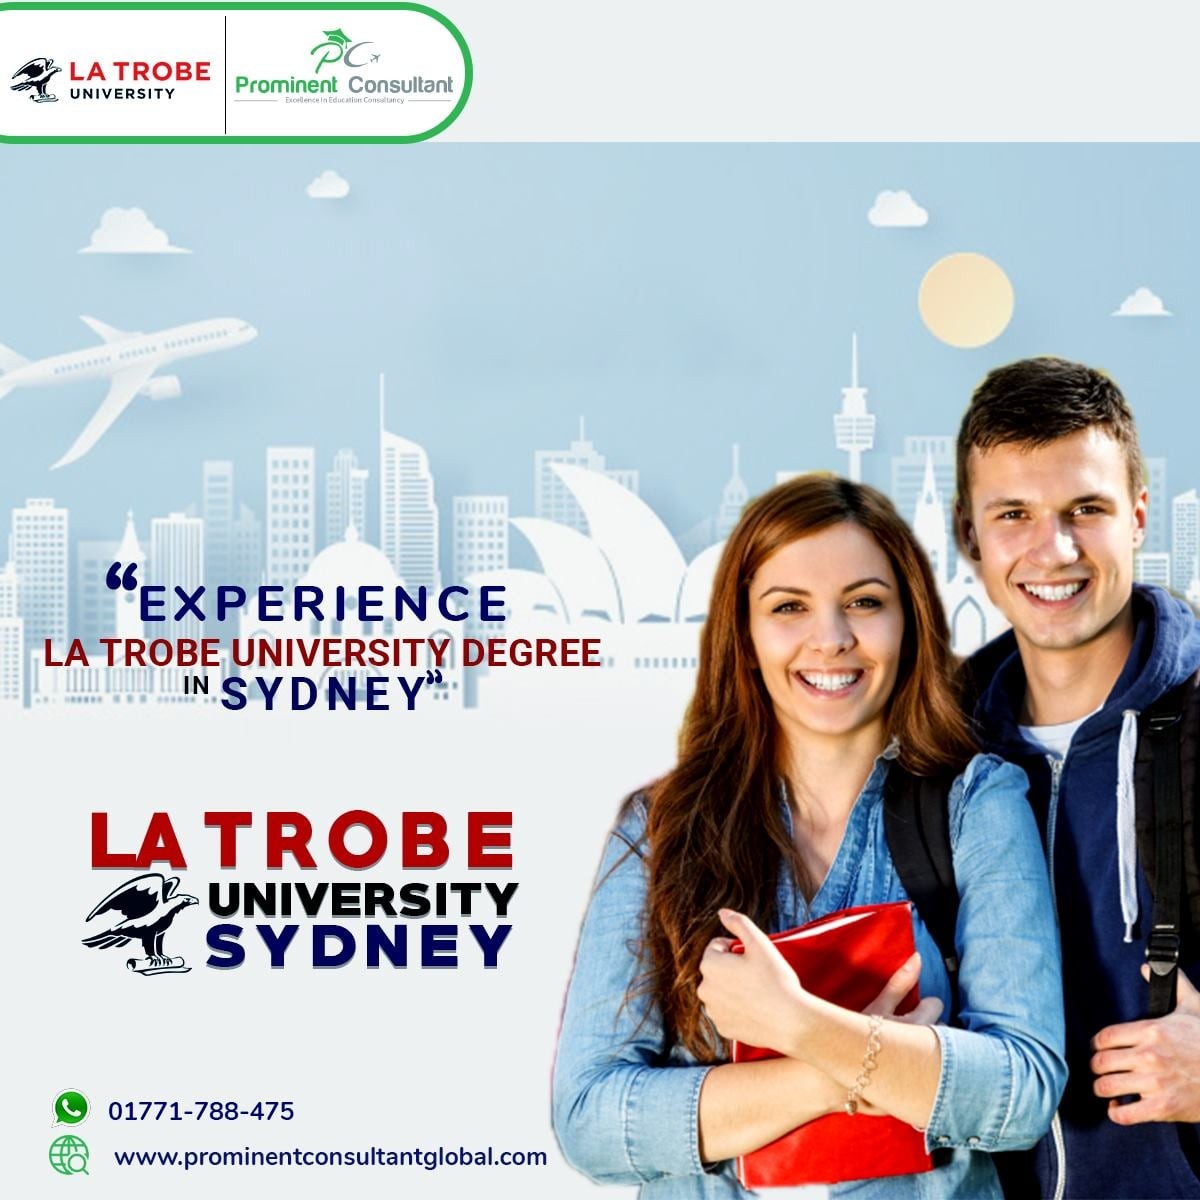 LA TROBE
UNIVERSITY
PC
Prominent Consultant
Excellence In Education Consultancy
“EXPERIENCE
LA TROBE UNIVERSITY DEGREE
IN SYDNEY”
LA TROBE
UNIVERSITY
SYDNEY
01771-788-475
www.prominentconsultantglobal.com